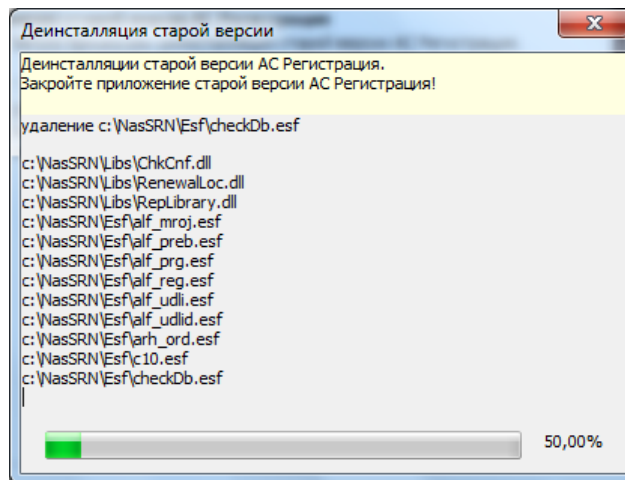 Деинсталляция старой версии
Деинсталляции старой версии АС Регистрация.
Закройте приложение старой версии АС Регистрация!
удаление c:\NasSRN\Esf\checkDb.esf
c:\NasSRN\Libs\ChkCnf.dll
c:\NasSRN\Libs\RenewalLoc.dll
c:\NasSRN\Libs\RepLibrary.dll
c:\NasSRN\Esf\alf_mroj.esf
c:\NasSRN\Esf\alf_preb.esf
c:\NasSRN\Esf\alf_prg.esf
c:\NasSRN\Esf\alf_reg.esf
c:\NasSRN\Esf\alf_udli.esf
c:\NasSRN\Esf\alf_udlid.esf
c:\NasSRN\Esf\arh_ord.esf
c:\NasSRN\Esf\c10.esf
c:\NasSRN\Esf\checkDb.esf
50,00%